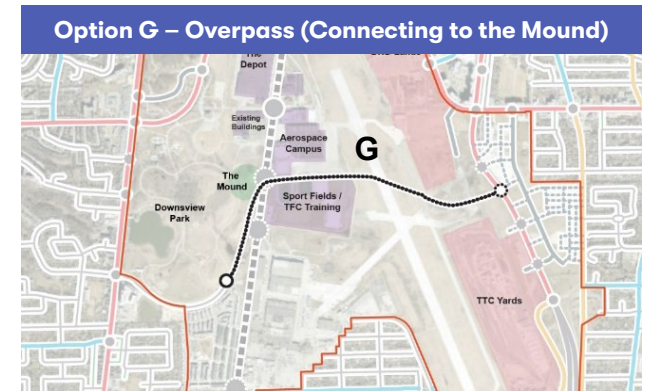 Option G – Overpass (Connecting to the Mound)
The
Depot
Existing
Buildings
Aerospace
Campus
G
The
Mound
Sport Fields /
TFC Training
Downsview
Park
TTC Yards